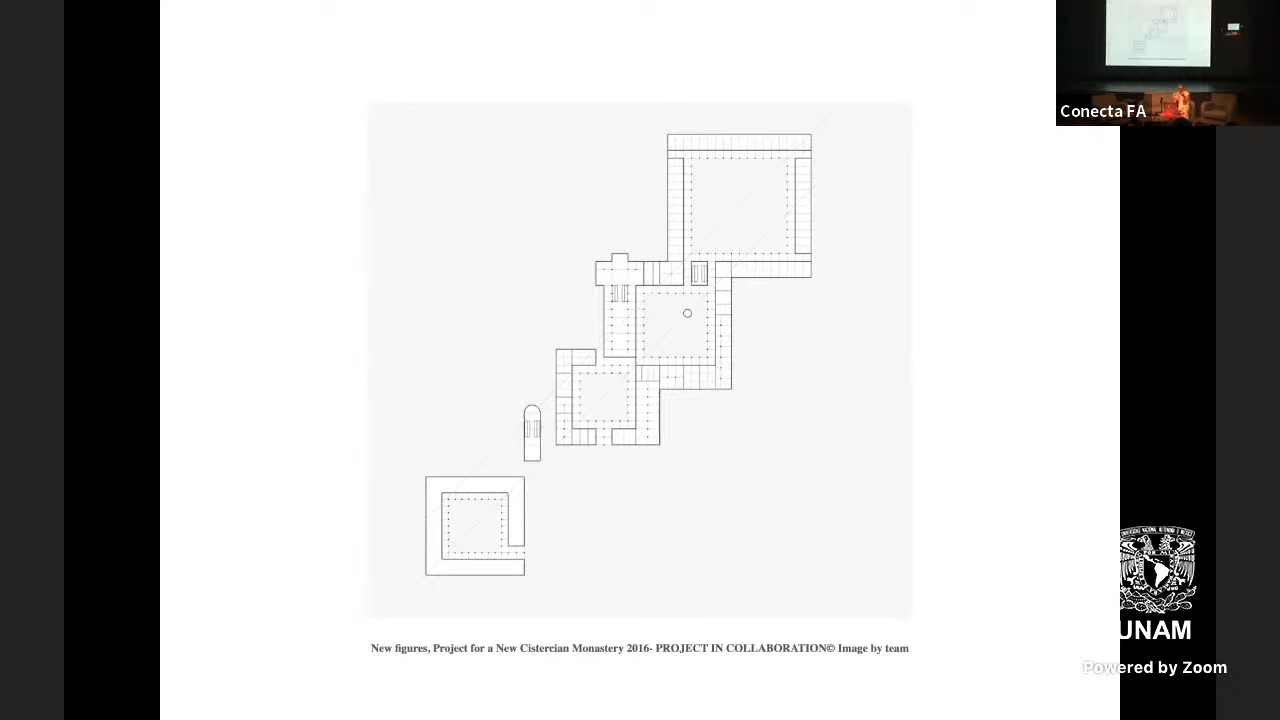 Conecta FA
New figures, Project for a New Cistercian Monastery 2016- PROJECT IN COLLABORATION© Image by team
UNAM
Powered by Zoom